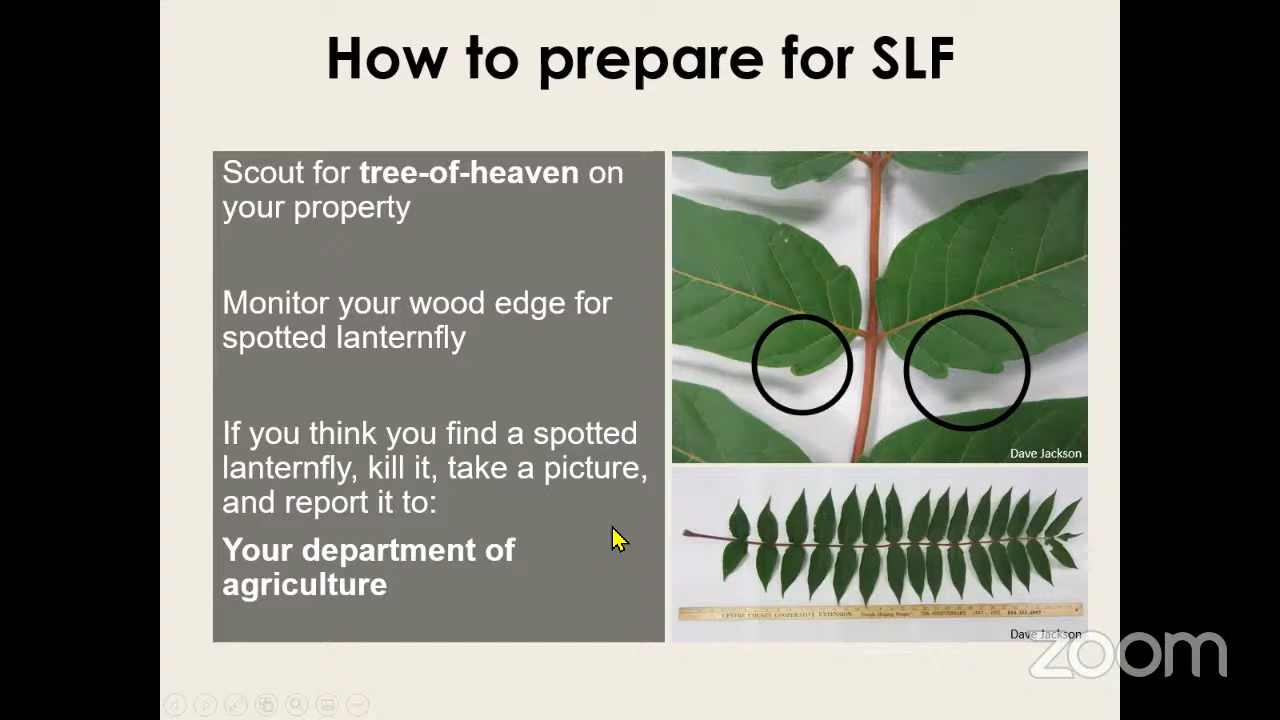 How to prepare for SLF
Scout for tree-of-heaven on
your property
Monitor your wood edge for
spotted lanternfly
If you think you find a spotted
lanternfly, kill it, take a picture,
and report it to:
Your department of
agriculture
Dave Jackson
CENTRE COUNTY COOPERATIVE EXTENSION
Dave Jackson
zoom